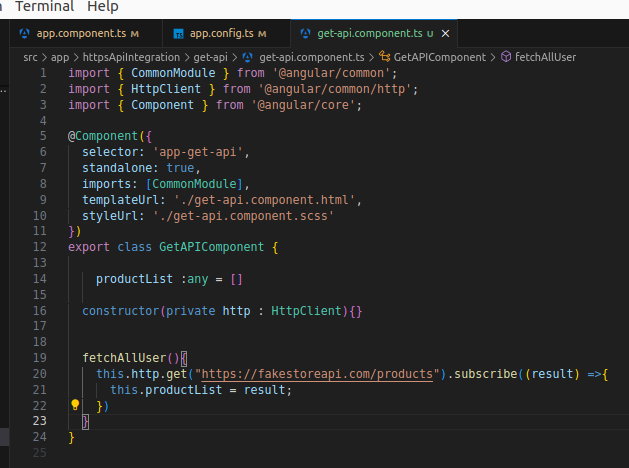 Terminal Help
app.component.ts M app.config.ts M get-api.component.ts U
src > app > httpsApiIntegration > get-api > get-api.component.ts > GetAPIComponent > fetchAllUser
1 import { CommonModule } from '@angular/common';
2 import { HttpClient } from '@angular/common/http';
3 import { Component } from '@angular/core';
4
5 @Component({
6 selector: 'app-get-api',
7 standalone: true,
8 imports: [CommonModule],
9 templateUrl: './get-api.component.html',
10 styleUrl: './get-api.component.scss'
11 })
12 export class GetAPIComponent {
13
14 productList :any = []
15
16 constructor(private http : HttpClient){}
17
18
19 fetchAllUser(){
20 this.http.get("https://fakestoreapi.com/products").subscribe((result) =>{
21 this.productList = result;
22 })
23 }
24 }
25